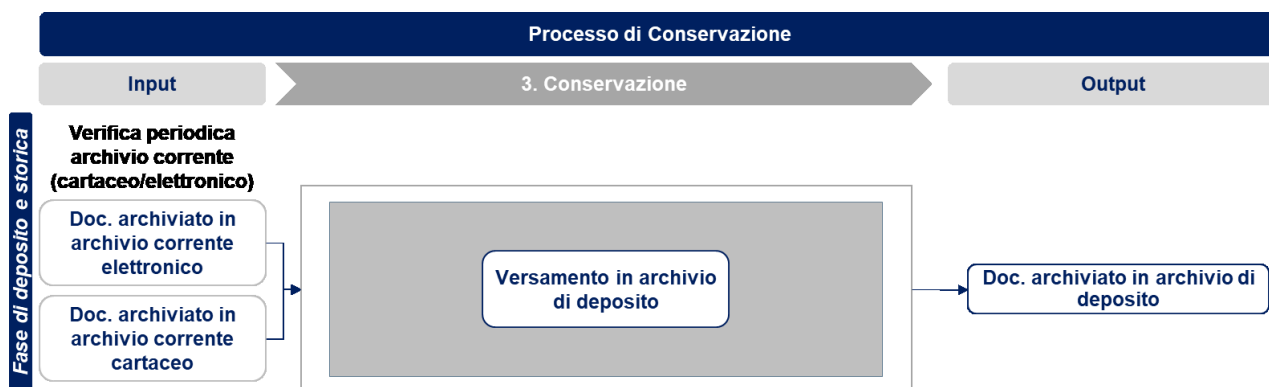 Processo di Conservazione
Input
3. Conservazione
Output
Fase di deposito e storica
Verifica periodica
archivio corrente
(cartaceo/elettronico)
Doc. archiviato in
archivio corrente
elettronico
Doc. archiviato in
archivio corrente
cartaceo
Versamento in archivio
di deposito
Doc. archiviato in archivio di
deposito